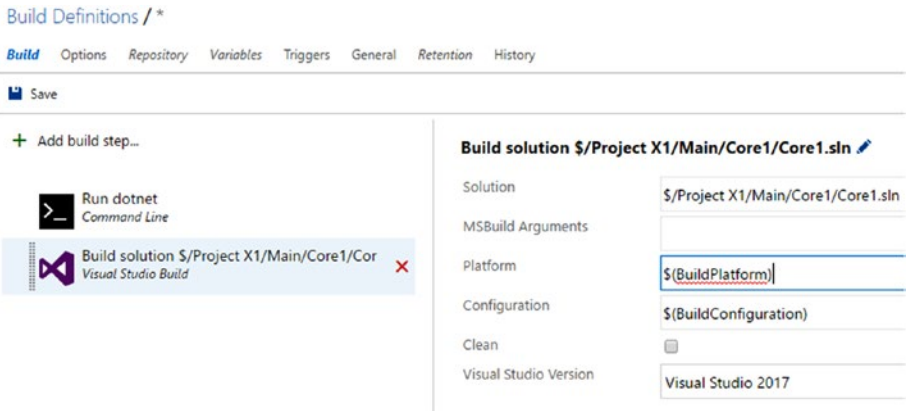 Build Definitions / *
Build Options Repository Variables Triggers General Retention History
Save
+ Add build step...
Run dotnet
Command Line
Build solution $/Project X1/Main/Core1/Cor
Visual Studio Build
Build solution $/Project X1/Main/Core1/Core1.sln
Solution $/Project X1/Main/Core1/Core1.sln
MSBuild Arguments
Platform $(BuildPlatform)
Configuration $(BuildConfiguration)
Clean
Visual Studio Version Visual Studio 2017